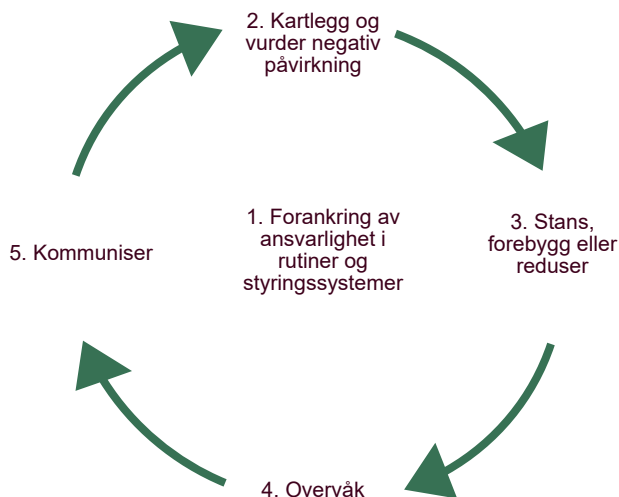 2. Kartlegg og
vurder negativ
påvirkning
1. Forankring av
ansvarlighet i
rutiner og
styringssystemer
3. Stans,
forebygg eller
reduser
5. Kommuniser
4. Overvåk